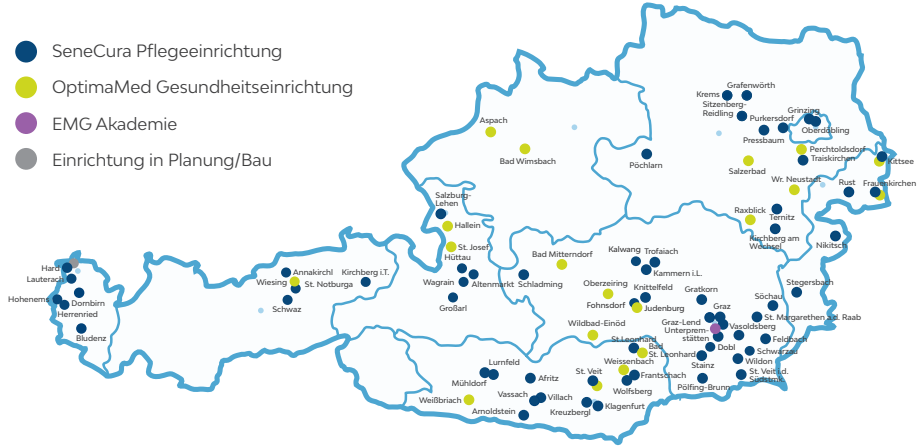 SeneCura Pflegeeinrichtung
OptimaMed Gesundheitseinrichtung
EMG Akademie
Einrichtung in Planung/Bau
Grafenwörth
Krems
Sitzenberg-
Reidling
Purkersdorf
Grinzing
Oberdöbling
Pressbaum
Perchtoldsdorf
Traiskirchen
Kittsee
Salzerbad
Wr. Neustadt
Rust
Frauenkirchen
Raxblick
Ternitz
Kirchberg am
Wechsel
Nikitsch
Pöchlarn
Aspach
Bad Wimsbach
Salzburg-
Lehen
Hallein
St. Josef
Hüttau
Wagrain
Altenmarkt
Schladming
Großarl
Bad Mitterndorf
Kalwang
Trofaiach
Kammern i.L.
Oberzeiring
Knittelfeld
Fohnsdorf
Judenburg
Wildbad-Einöd
Gratkorn
Graz
Graz-Lend
Unterprem-
stätten
Vasoldsberg
Dobl
Stainz
Pölfing-Brunn
Söchau
Stegersbach
St. Margarethen a.d. Raab
Feldbach
Schwarzau
Wildon
St. Veit i.d.
Südstmk.
St.Leonhard
Bad
St. Leonhard
Weissenbach
Frantschach
Wolfsberg
St. Veit
Klagenfurt
Kreuzbergl
Lurnfeld
Mühldorf
Afritz
Villach
Vassach
Weißbriach
Arnoldstein
Annakirchl
Wiesing
St. Notburga
Schwaz
Kirchberg i.T.
Hard
Lauterach
Hohenems
Dornbirn
Herrenried
Bludenz